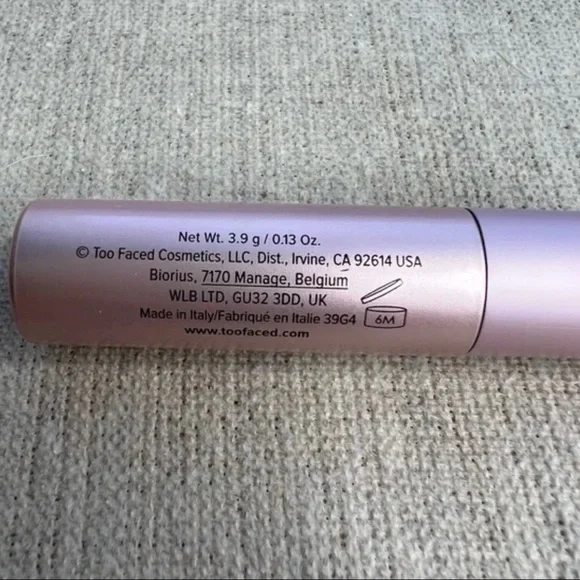 Net Wt. 3.9 g / 0.13 Oz.
© Too Faced Cosmetics, LLC, Dist., Irvine, CA 92614 USA
Biorius, 7170 Manage, Belgium
WLB LTD, GU32 3DD, UK
Made in Italy/Fabriqué en Italie 39G4 6M
www.toofaced.com